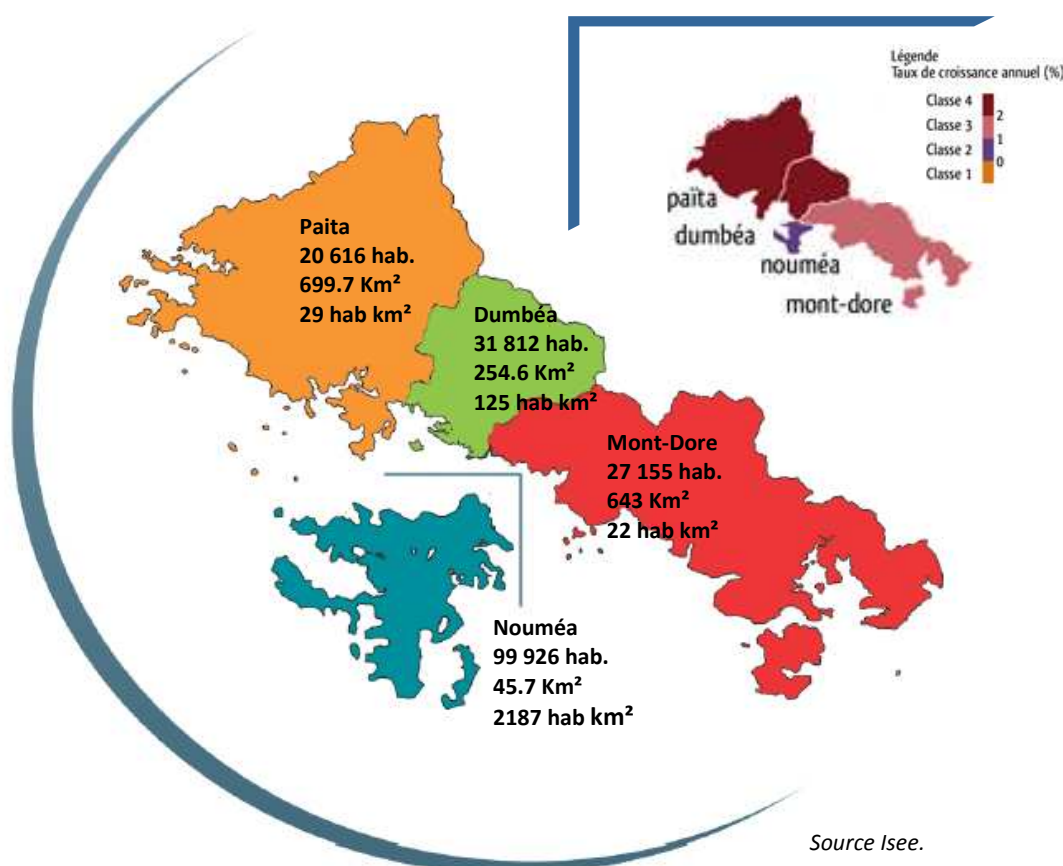 Légende
Taux de croissance annuel (%)
Classe 4
2
Classe 3
1
Classe 2
0
Classe 1
païta
dumbéa
nouméa
mont-dore
Paita
20 616 hab.
699.7 Km²
29 hab km²
Dumbéa
31 812 hab.
254.6 Km²
125 hab km²
Mont-Dore
27 155 hab.
643 Km²
22 hab km²
Nouméa
99 926 hab.
45.7 Km²
2187 hab km²
Source Isee.